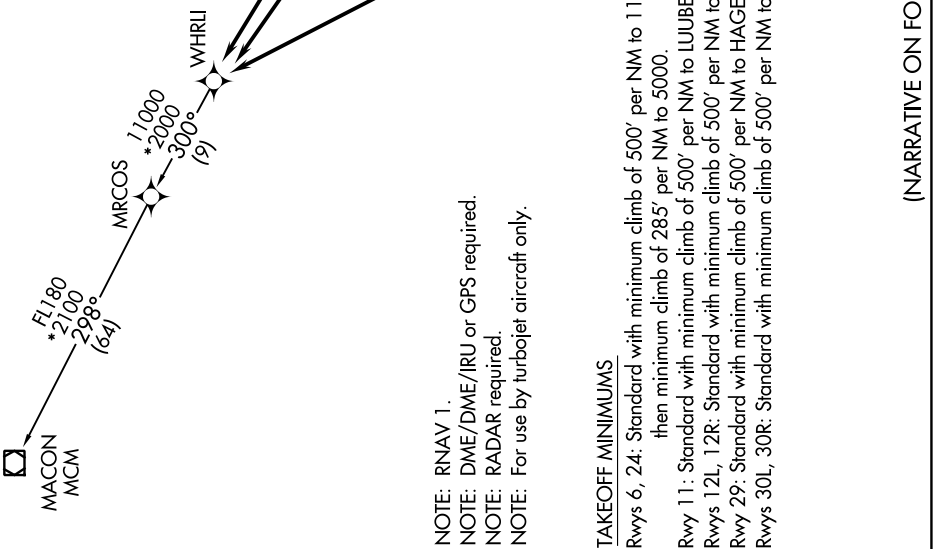 WHRLI
11000
*2000
300°
(9)
MRCOS
FL180
*2100
298°
(64)
MACON
MCM
NOTE: RNAV 1.
NOTE: DME/DME/IRU or GPS required.
NOTE: RADAR required.
NOTE: For use by turbojet aircraft only.
TAKEOFF MINIMUMS
Rwys 6, 24: Standard with minimum climb of 500' per NM to 11
then minimum climb of 285' per NM to 5000.
Rwy 11: Standard with minimum climb of 500' per NM to LUUBE
Rwys 12L, 12R: Standard with minimum climb of 500' per NM to
Rwy 29: Standard with minimum climb of 500' per NM to HAGE
Rwys 30L, 30R: Standard with minimum climb of 500' per NM to
(NARRATIVE ON FO